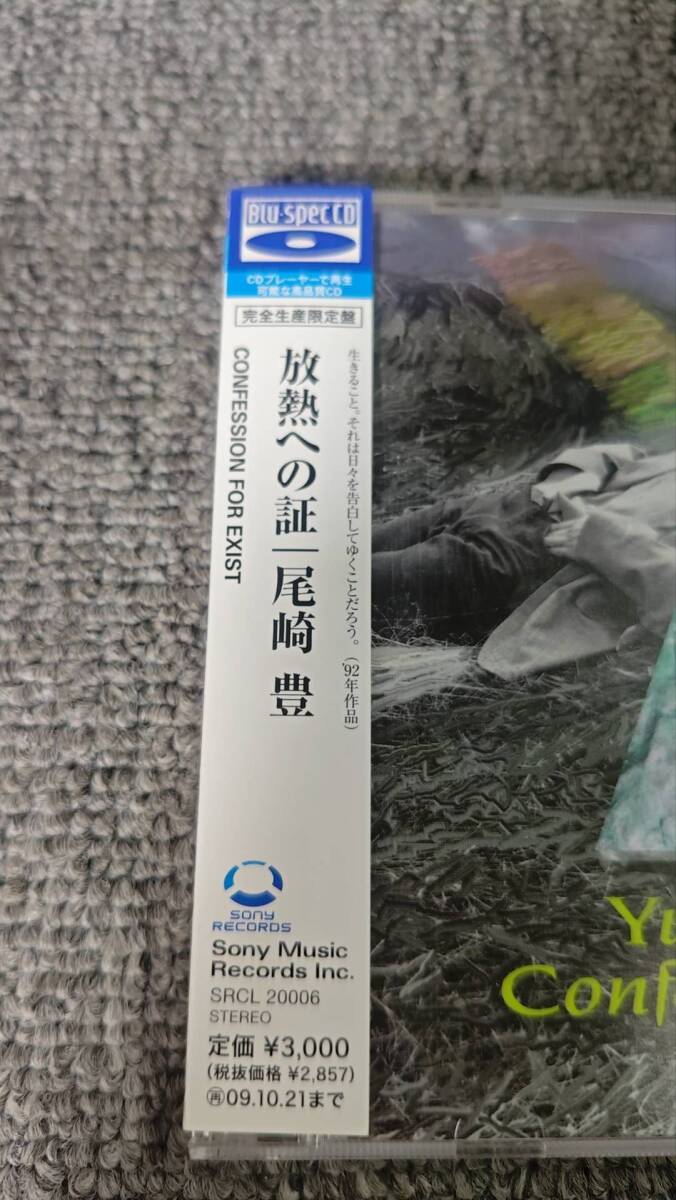 Blu-specCD
CDプレーヤーで再生
可能な高品質CD
完全生産限定盤
生きること。それは日々を告白してゆくことだろう。（'92年作品）
放熱への証｜尾崎 豊
CONFESSION FOR EXIST
SONY
RECORDS
Sony Music
Records Inc.
SRCL 20006
STEREO
定価 ¥3,000
(税抜価格 ¥2,857)
再09.10.21まで
Yu
Conf